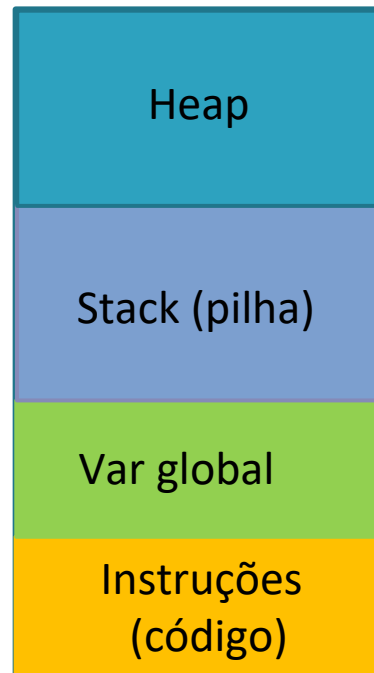 Heap
Stack (pilha)
Var global
Instruções
(código)